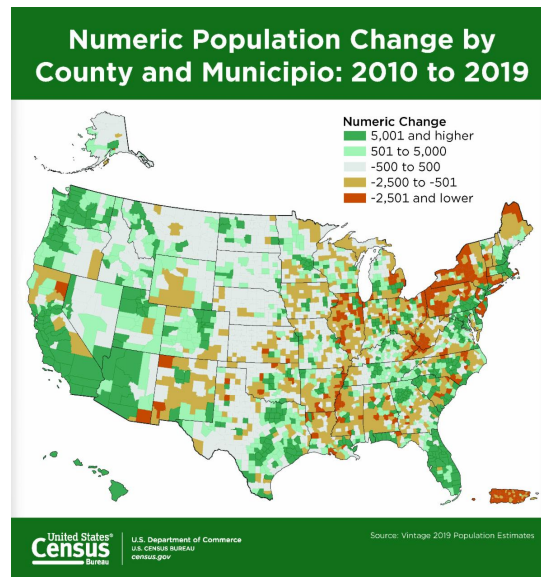 Numeric Population Change by
County and Municipio: 2010 to 2019
Numeric Change
5,001 and higher
501 to 5,000
-500 to 500
-2,500 to -501
-2,501 and lower
United States®
Census
Bureau
U.S. Department of Commerce
U.S. CENSUS BUREAU
census.gov
Source: Vintage 2019 Population Estimates